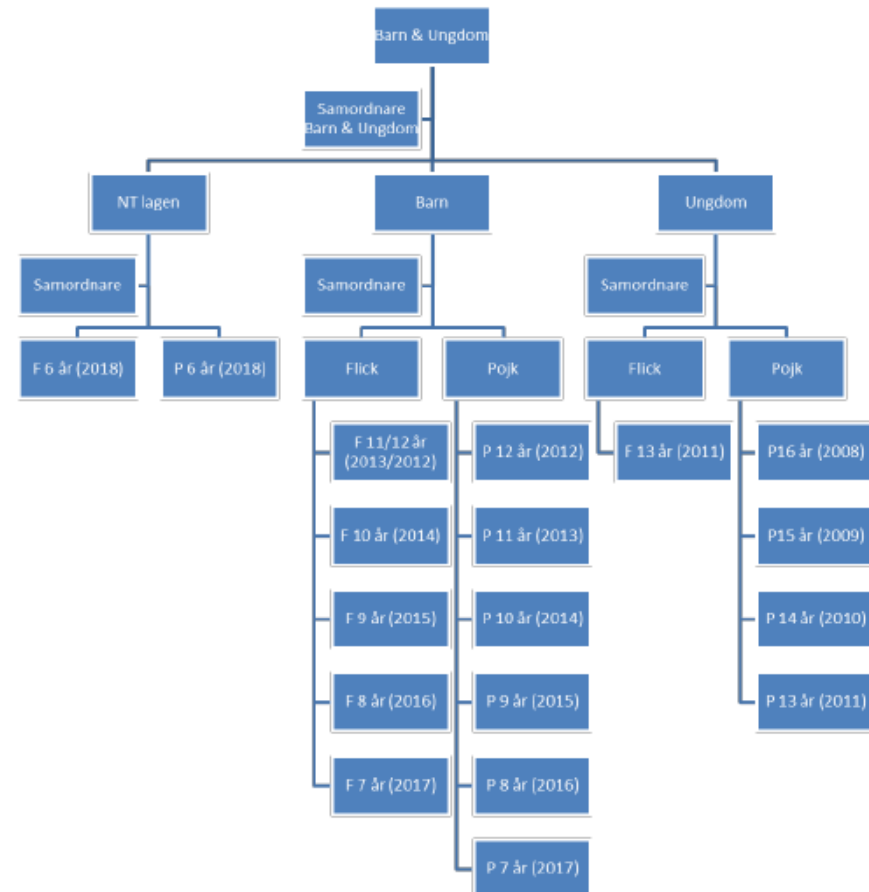 Barn & Ungdom
Samordnare
Barn & Ungdom
NT lagen
Barn
Ungdom
Samordnare
Samordnare
Samordnare
F 6 år (2018)
P 6 år (2018)
Flick
Pojk
Flick
Pojk
F 11/12 år
(2013/2012)
P 12 år (2012)
F 13 år (2011)
P16 år (2008)
F 10 år (2014)
P 11 år (2013)
P15 år (2009)
F 9 år (2015)
P 10 år (2014)
P 14 år (2010)
F 8 år (2016)
P 9 år (2015)
P 13 år (2011)
F 7 år (2017)
P 8 år (2016)
P 7 år (2017)